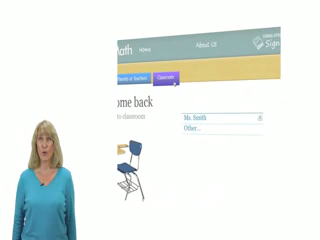 Math Home About Us Sign
Parents or Teachers Classroom
ome back
to classroom
Ms. Smith
Other...